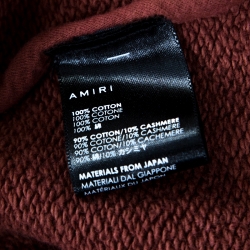 AMIRI
100% COTTON
100% COTONE
100% COTON
100% 綿
90% COTTON/10% CASHMERE
90% COTONE/10% CASHMERE
90% COTON/10% CACHEMERE
90% 綿/10% カシミヤ
MATERIALS FROM JAPAN
MATERIALI DAL GIAPPONE